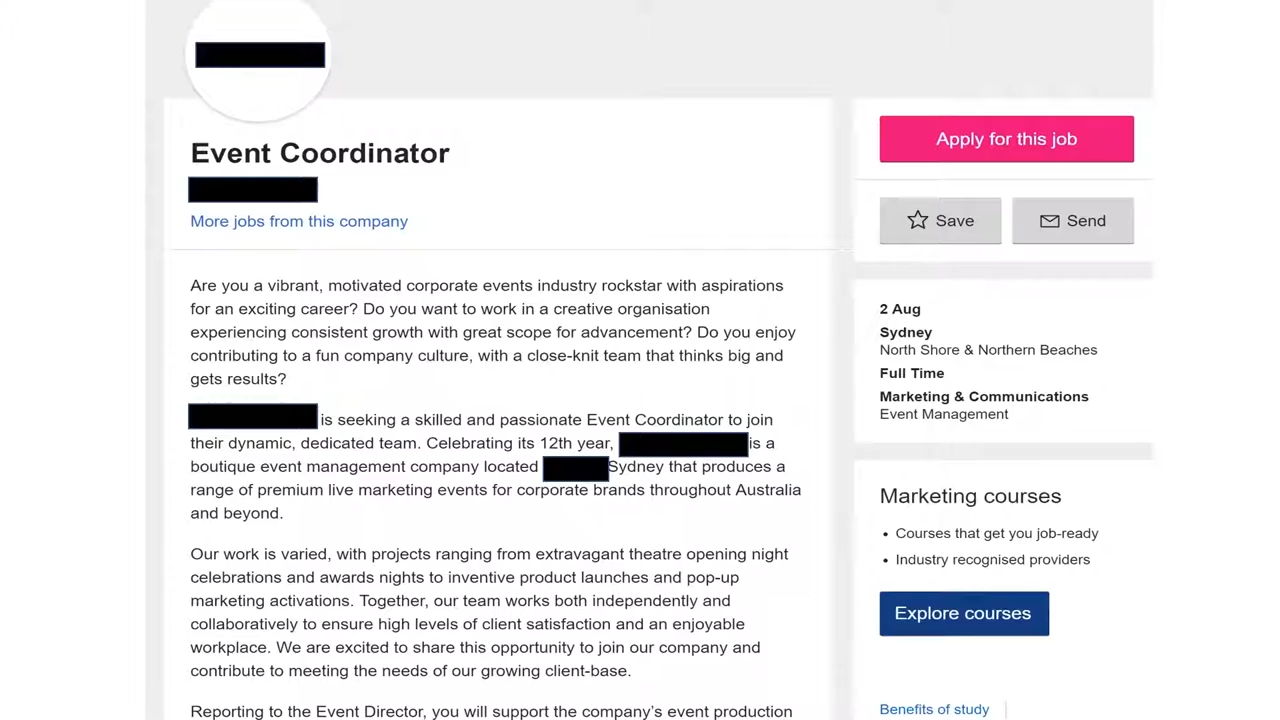 Event Coordinator
More jobs from this company
Are you a vibrant, motivated corporate events industry rockstar with aspirations
for an exciting career? Do you want to work in a creative organisation
experiencing consistent growth with great scope for advancement? Do you enjoy
contributing to a fun company culture, with a close-knit team that thinks big and
gets results?
is seeking a skilled and passionate Event Coordinator to join
their dynamic, dedicated team. Celebrating its 12th year, is a
boutique event management company located Sydney that produces a
range of premium live marketing events for corporate brands throughout Australia
and beyond.
Our work is varied, with projects ranging from extravagant theatre opening night
celebrations and awards nights to inventive product launches and pop-up
marketing activations. Together, our team works both independently and
collaboratively to ensure high levels of client satisfaction and an enjoyable
workplace. We are excited to share this opportunity to join our company and
contribute to meeting the needs of our growing client-base.
Reporting to the Event Director, you will support the company's event production
Apply for this job
Save
Send
2 Aug
Sydney
North Shore & Northern Beaches
Full Time
Marketing & Communications
Event Management
Marketing courses
• Courses that get you job-ready
• Industry recognised providers
Explore courses
Benefits of study